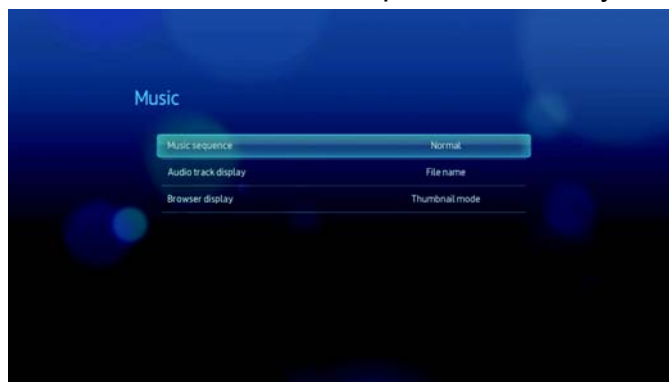 Music
Music sequence Normal
Audio track display File name
Browser display Thumbnail mode